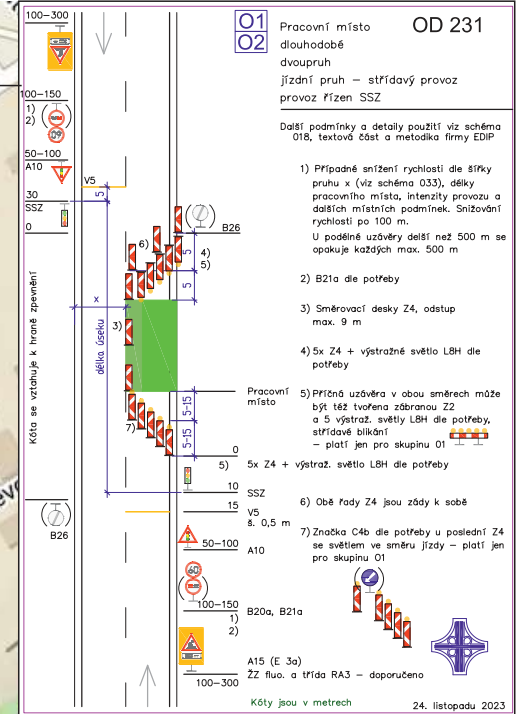 O1
O2
Pracovní místo
dlouhodobé
dvoupruh
jízdní pruh – střídavý provoz
provoz řízen SSZ
OD 231
Další podmínky a detaily použití viz schéma
018, textová část a metodika firmy EDIP
1) Případné snížení rychlosti dle šířky
pruhu x (viz schéma 033), délky
pracovního místa, intenzity provozu a
dalších místních podmínek. Snižování
rychlosti po 100 m.
U podélné uzávěry delší než 500 m se
opakuje každých max. 500 m
2) B21a dle potřeby
3) Směrovací desky Z4, odstup
max. 9 m
4) 5x Z4 + výstražné světlo L8H dle
potřeby
5) Příčná uzávěra v obou směrech může
být též tvořena zábranou Z2
a 5 výstraž. světly L8H dle potřeby,
střídavé blikání
– platí jen pro skupinu O1
6) Obě řady Z4 jsou zády k sobě
7) Značka C4b dle potřeby u poslední Z4
se světlem ve směru jízdy – platí jen
pro skupinu O1
100-300
100-150
1)
2)
60
50-100
A10
30
SSZ
0
V5
5
B26
6)
4)
5)
5
5
x
3)
délka úseku
Kóta se vztahuje k hraně zpevnění
Pracovní
místo
7)
5-15
5-15
0
5)
5x Z4 + výstraž. světlo L8H dle potřeby
10
SSZ
15
V5
š. 0,5 m
B26
50-100
A10
60
100-150
B20a, B21a
1)
2)
A15 (E 3a)
ŽZ fluo. a třída RA3 – doporučeno
100-300
Kóty jsou v metrech
24. listopadu 2023